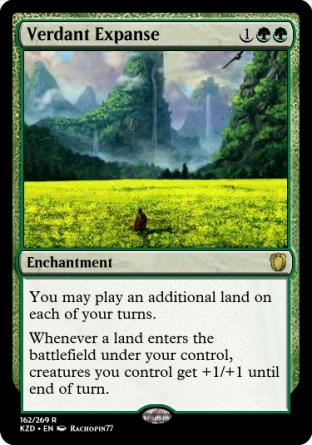 Verdant Expanse 1
Enchantment
You may play an additional land on
each of your turns.
Whenever a land enters the
battlefield under your control,
creatures you control get +1/+1 until
end of turn.
162/269 R
KZD • EN Rachopin77